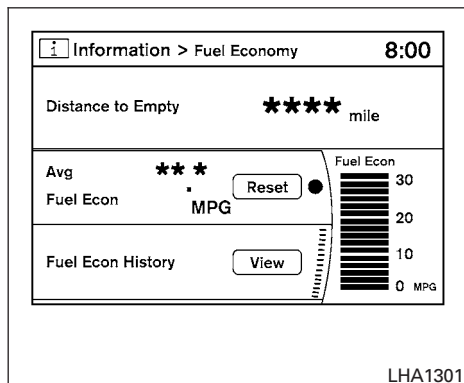 i Information > Fuel Economy 8:00
Distance to Empty **** mile
Avg **.*
Fuel Econ MPG
Reset
Fuel Econ
30
20
10
0 MPG
Fuel Econ History View
LHA1301